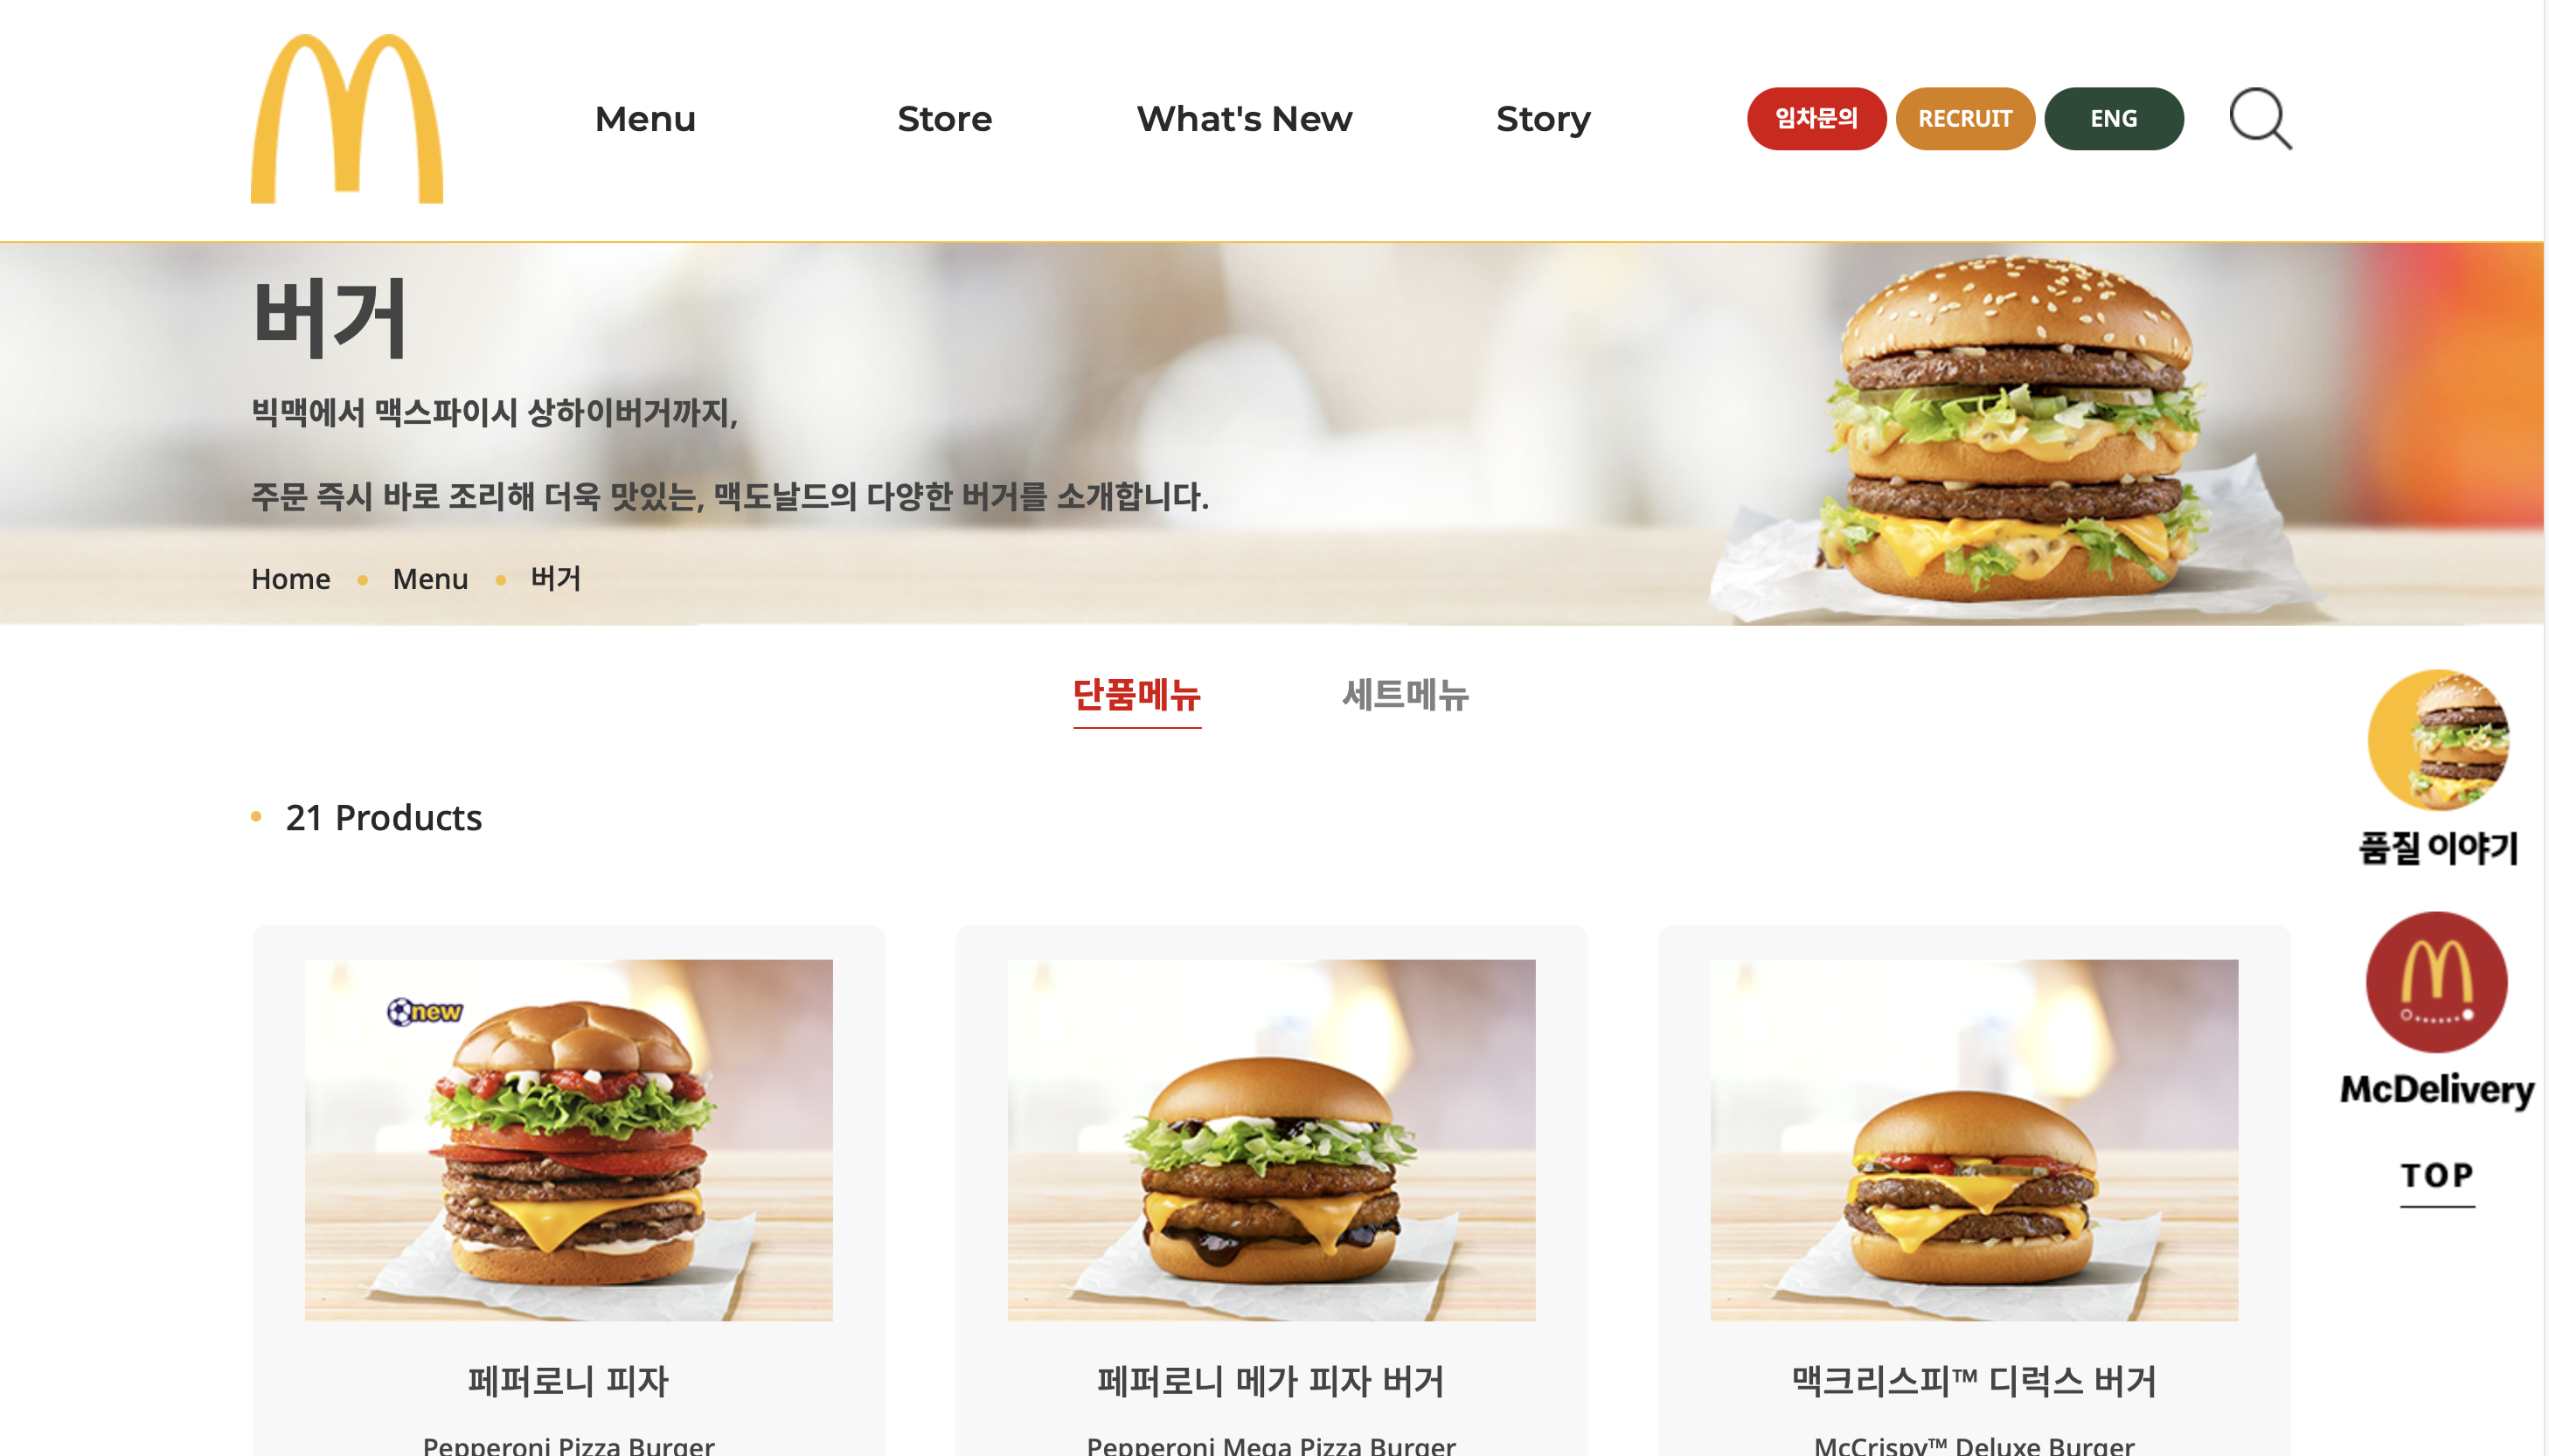 Menu
Store
What's New
Story
임차문의
RECRUIT
ENG
버거
빅맥에서 맥스파이시 상하이버거까지,
주문 즉시 바로 조리해 더욱 맛있는, 맥도날드의 다양한 버거를 소개합니다.
Home • Menu • 버거
단품메뉴
세트메뉴
• 21 Products
품질 이야기
McDelivery
TOP
new
페퍼로니 피자
Pepperoni Pizza Burger
페퍼로니 메가 피자 버거
Pepperoni Mega Pizza Burger
맥크리스피™ 디럭스 버거
McCrispy™ Deluxe Burger